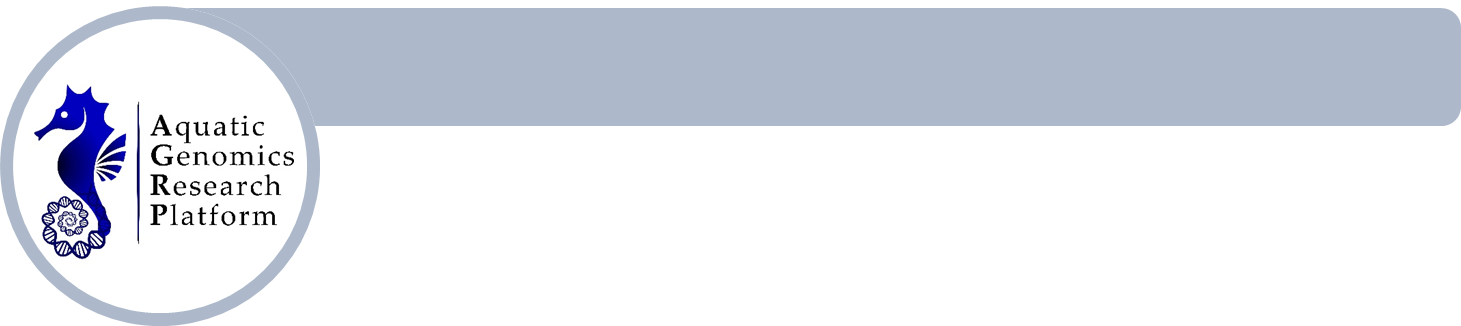 Aquatic
Genomics
Research
Platform